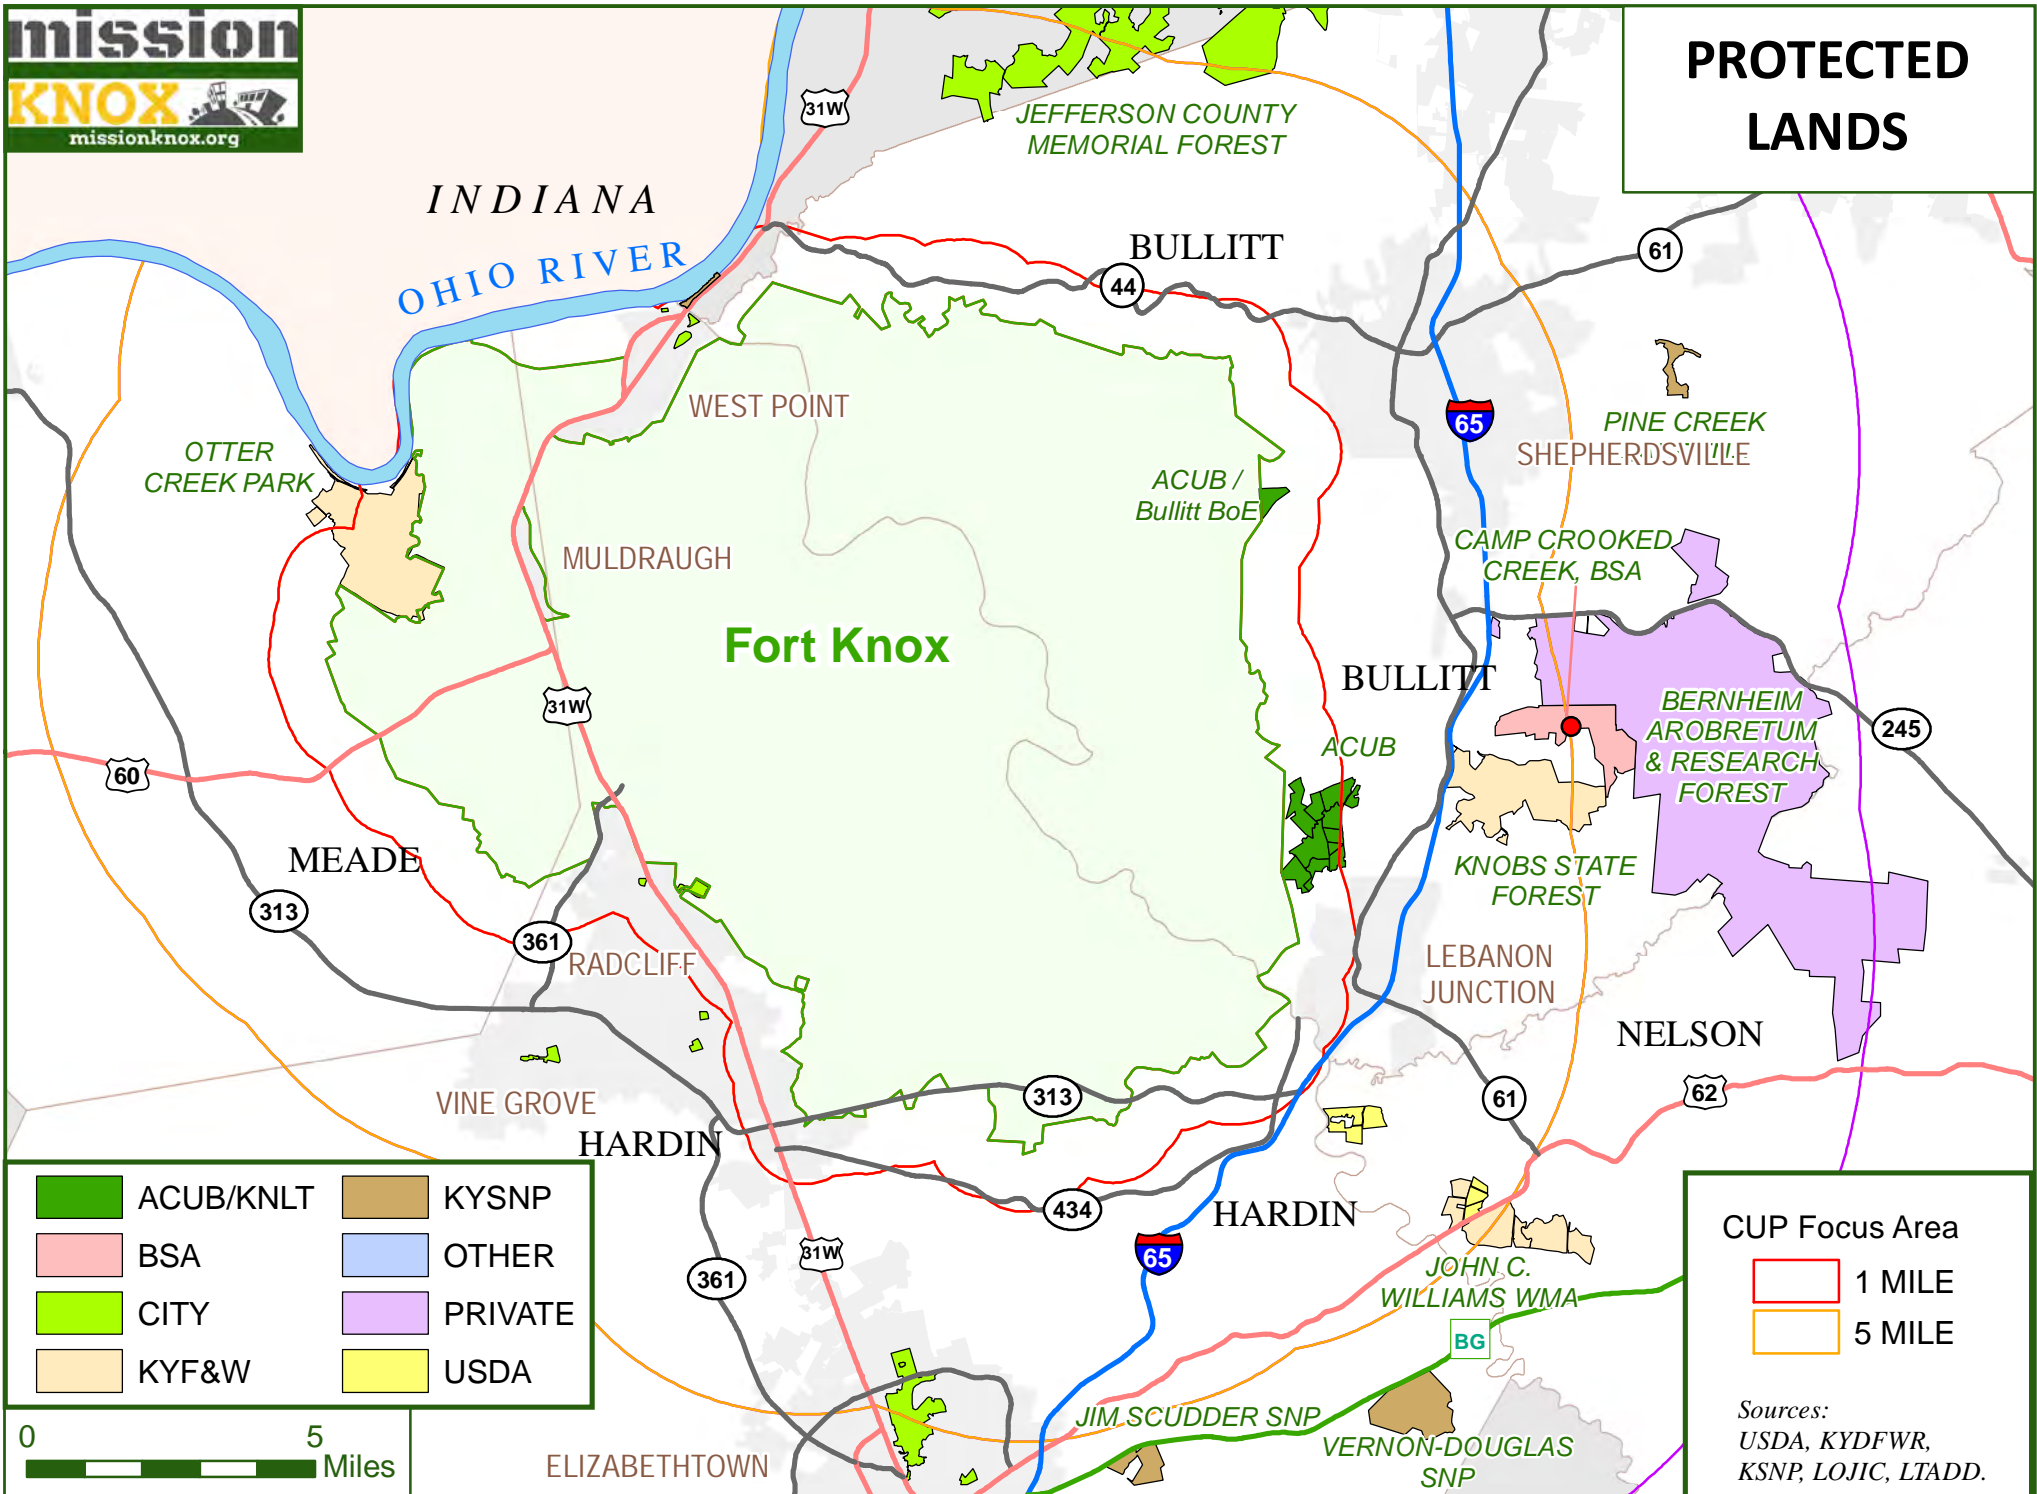 mission
KNOX
missionknox.org
PROTECTED
LANDS
31W
JEFFERSON COUNTY
MEMORIAL FOREST
INDIANA
OHIO RIVER
BULLITT
61
44
WEST POINT
65
PINE CREEK
SHEPHERDSVILLE
OTTER
CREEK PARK
ACUB /
Bullitt BoE
MULDRAUGH
CAMP CROOKED
CREEK, BSA
Fort Knox
BULLITT
31W
BERNHEIM
AROBRETUM
& RESEARCH
FOREST
245
60
ACUB
MEADE
KNOBS STATE
FOREST
313
361
RADCLIFF
LEBANON
JUNCTION
NELSON
VINE GROVE
313
61
62
HARDIN
434
HARDIN
31W
361
65
JOHN C.
WILLIAMS WMA
BG
JIM SCUDDER SNP
VERNON-DOUGLAS
SNP
ELIZABETHTOWN
ACUB/KNLT
BSA
CITY
KYF&W
KYSNP
OTHER
PRIVATE
USDA
0 5
Miles
CUP Focus Area
1 MILE
5 MILE
Sources:
USDA, KYDFWR,
KSNP, LOJIC, LTADD.